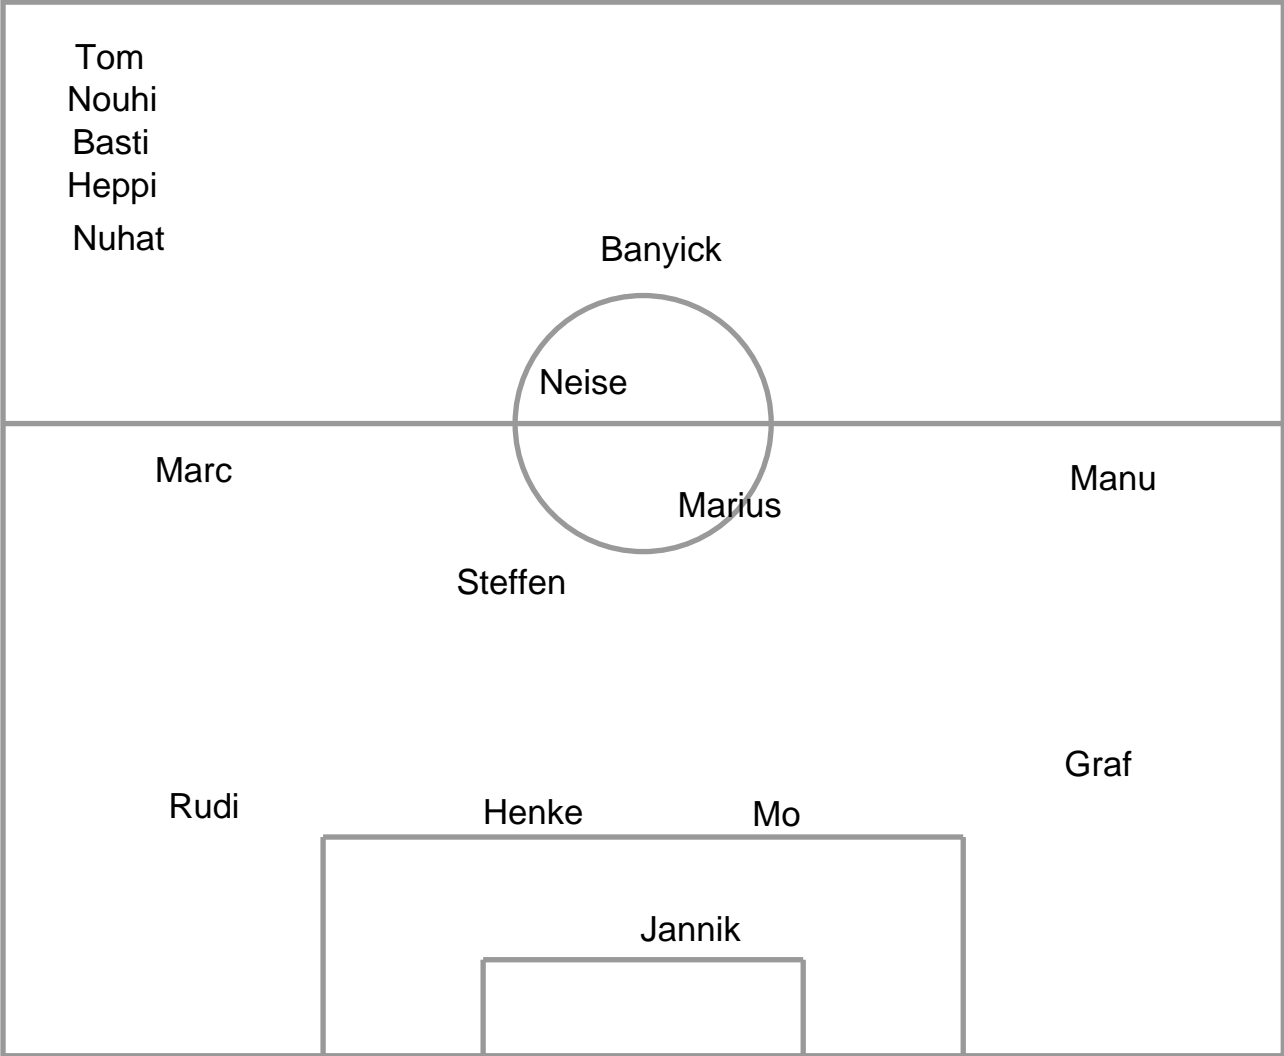 Tom
Nouhi
Basti
Heppi
Nuhat
Banyick
Neise
Marc
Manu
Marius
Steffen
Graf
Rudi
Henke
Mo
Jannik